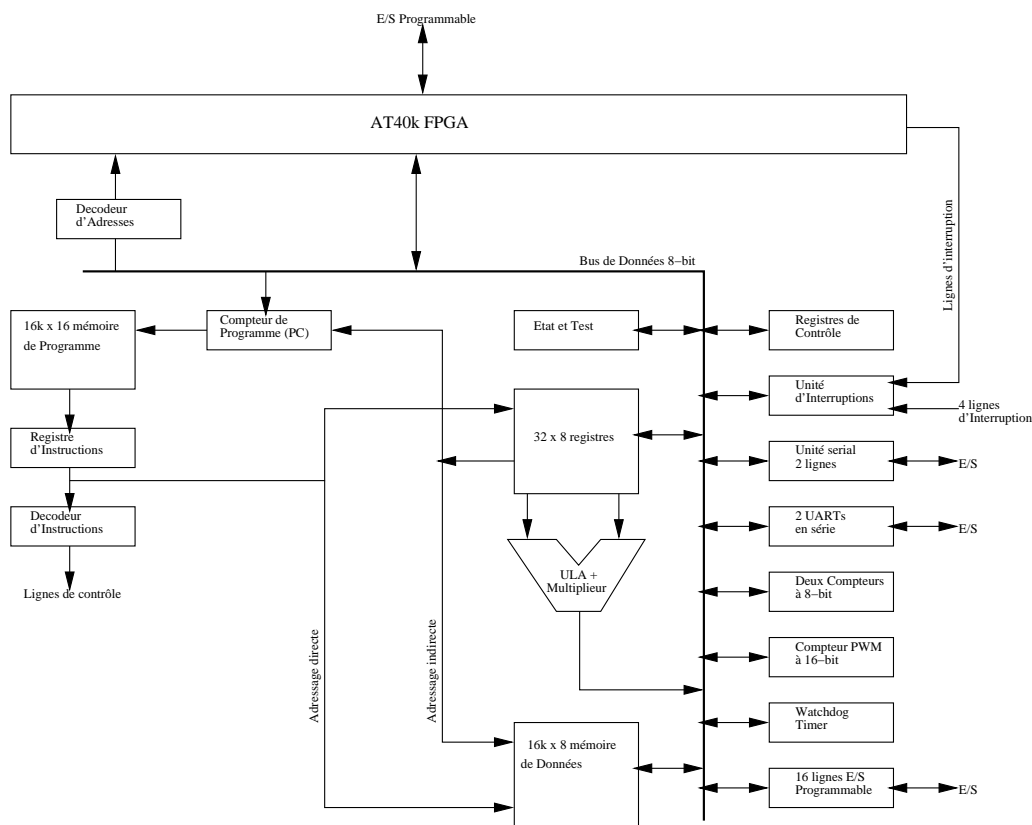 E/S Programmable
AT40k FPGA
Decodeur
d'Adresses
Lignes d'interruption
Bus de Données 8−bit
16k x 16 mémoire
de Programme
Compteur de
Programme (PC)
Etat et Test
Registres de
Contrôle
Unité
d'Interruptions
4 lignes
d'Interruption
Registre
d'Instructions
32 x 8 registres
Unité serial
2 lignes
E/S
Decodeur
d'Instructions
2 UARTs
en série
E/S
Lignes de contrôle
ULA +
Multiplieur
Deux Compteurs
à 8−bit
Adressage directe
Adressage indirecte
Compteur PWM
à 16−bit
Watchdog
Timer
16k x 8 mémoire
de Données
16 lignes E/S
Programmable
E/S